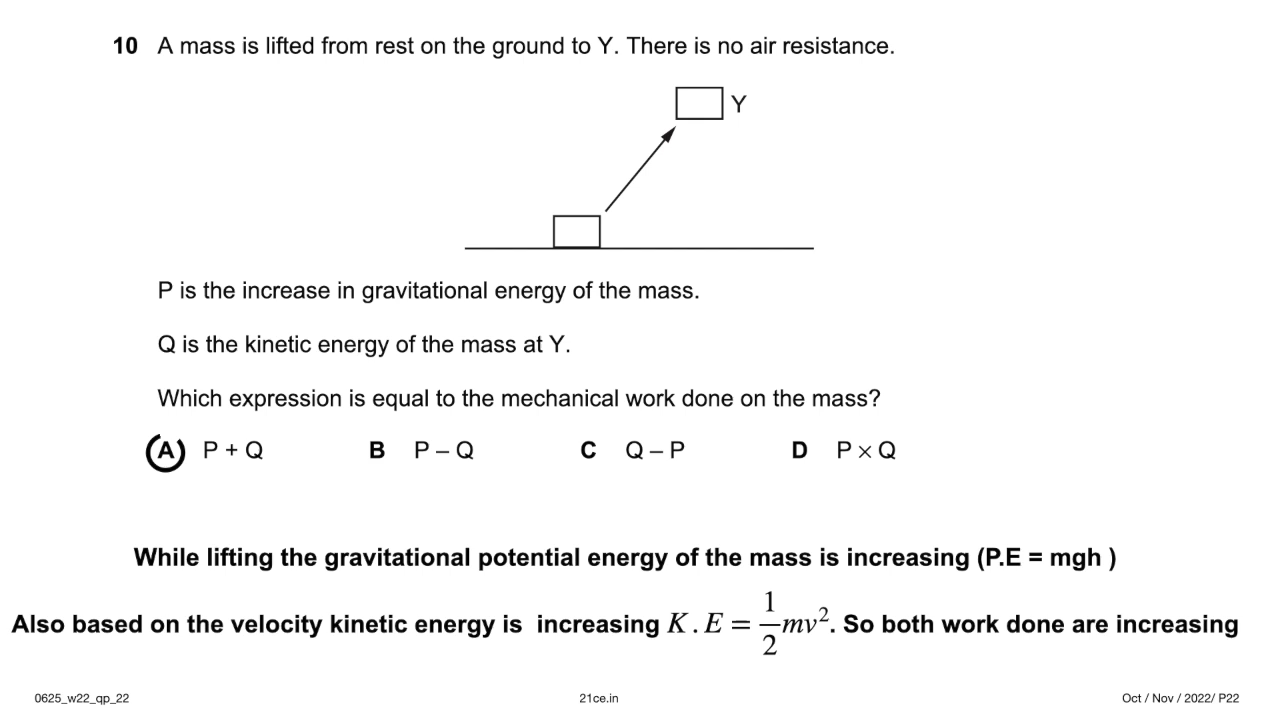 10 A mass is lifted from rest on the ground to Y. There is no air resistance.
Y
P is the increase in gravitational energy of the mass.
Q is the kinetic energy of the mass at Y.
Which expression is equal to the mechanical work done on the mass?
A P + Q B P – Q C Q – P D P × Q
While lifting the gravitational potential energy of the mass is increasing (P.E = mgh )
Also based on the velocity kinetic energy is increasing K . E = 1/2 mv². So both work done are increasing
0625_w22_qp_22 21ce.in Oct / Nov / 2022/ P22